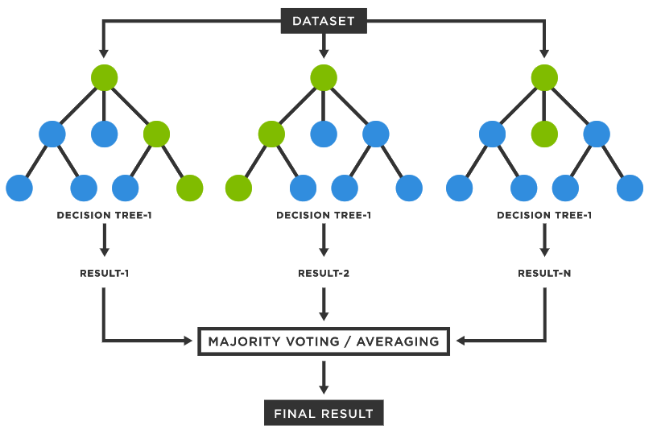 DATASET
DECISION TREE-1
DECISION TREE-1
DECISION TREE-1
RESULT-1
RESULT-2
RESULT-N
MAJORITY VOTING / AVERAGING
FINAL RESULT